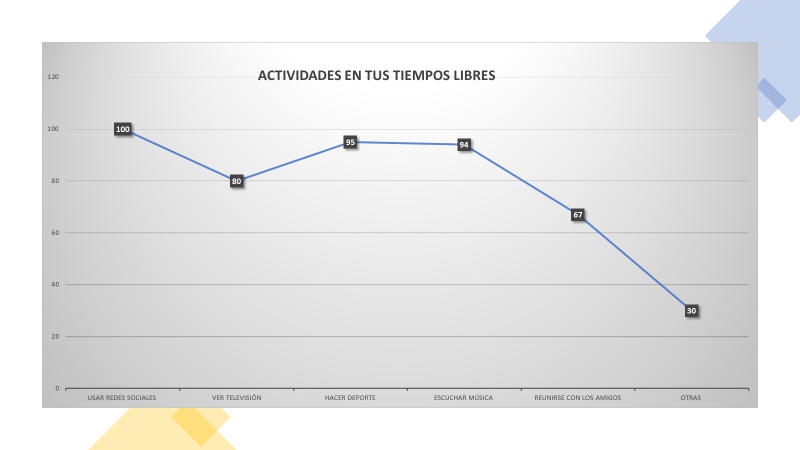 ACTIVIDADES EN TUS TIEMPOS LIBRES
120
100
80
60
40
20
0
100
80
95
94
67
30
USAR REDES SOCIALES
VER TELEVISIÓN
HACER DEPORTE
ESCUCHAR MÚSICA
REUNIRSE CON LOS AMIGOS
OTRAS